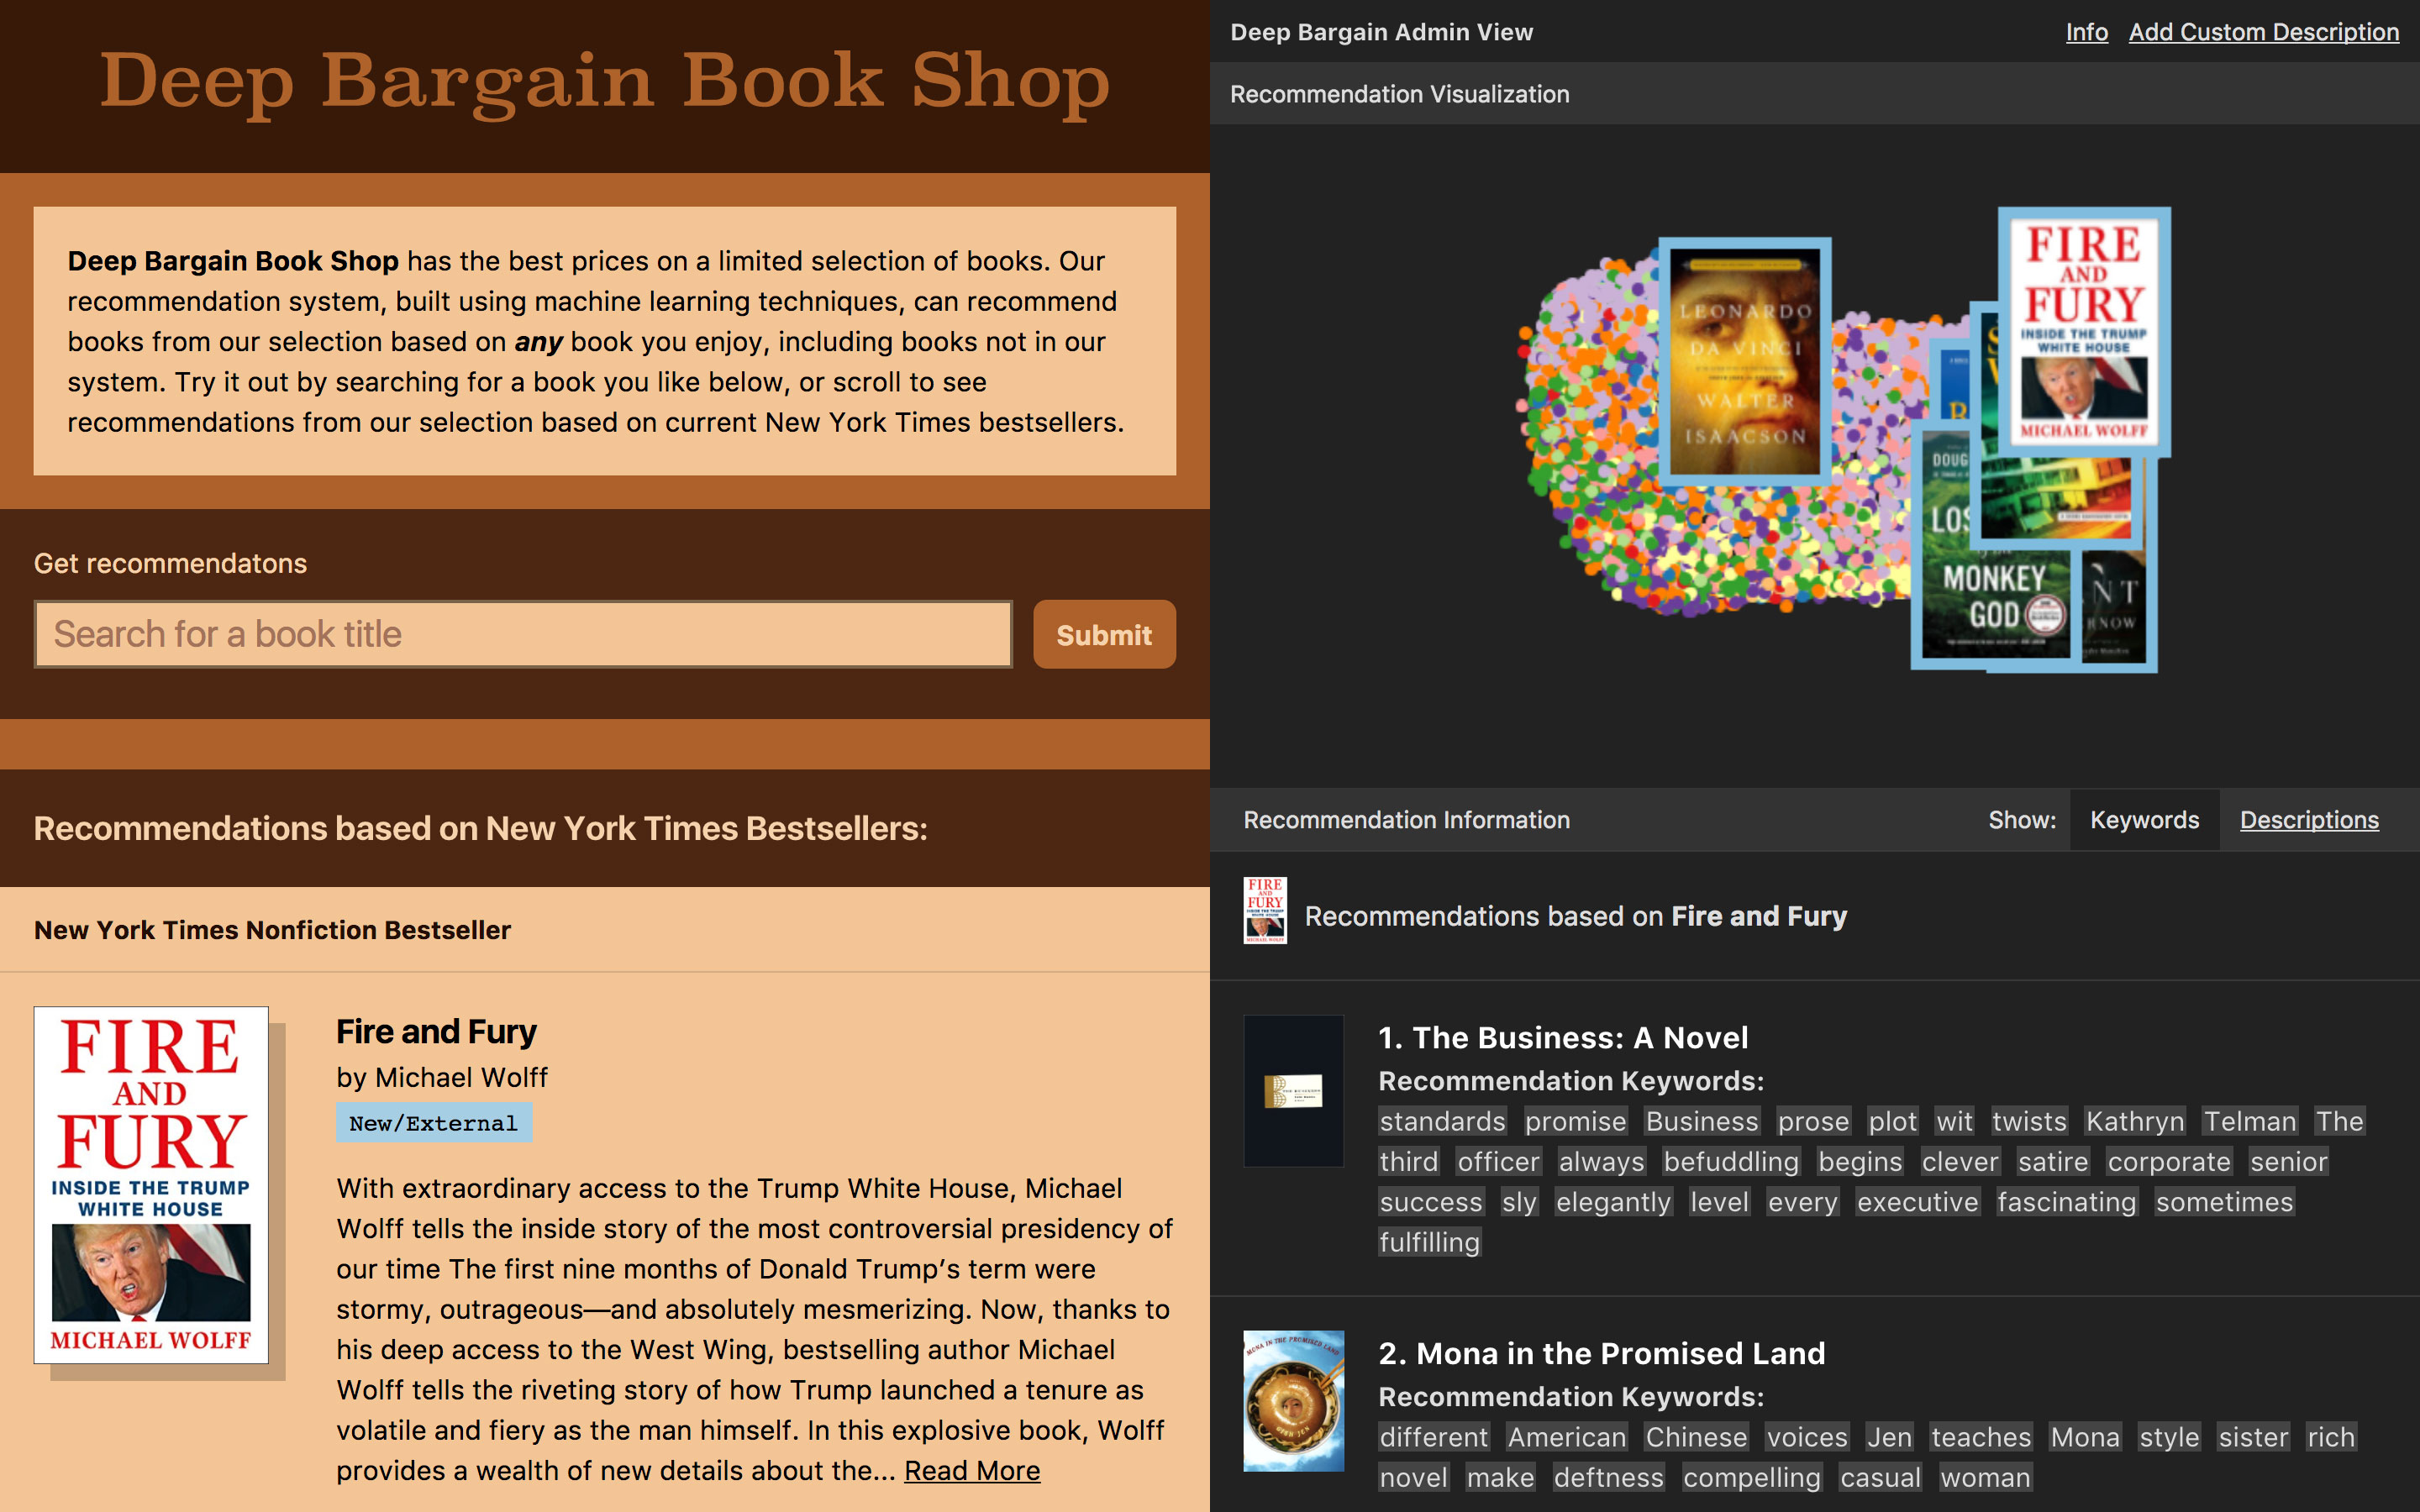 Deep Bargain Book Shop
Deep Bargain Book Shop has the best prices on a limited selection of books. Our
recommendation system, built using machine learning techniques, can recommend
books from our selection based on any book you enjoy, including books not in our
system. Try it out by searching for a book you like below, or scroll to see
recommendations from our selection based on current New York Times bestsellers.
Get recommendatons
Search for a book title
Submit
Recommendations based on New York Times Bestsellers:
New York Times Nonfiction Bestseller
FIRE
AND
FURY
INSIDE THE TRUMP
WHITE HOUSE
MICHAEL WOLFF
Fire and Fury
by Michael Wolff
New/External
With extraordinary access to the Trump White House, Michael
Wolff tells the inside story of the most controversial presidency of
our time The first nine months of Donald Trump’s term were
stormy, outrageous—and absolutely mesmerizing. Now, thanks to
his deep access to the West Wing, bestselling author Michael
Wolff tells the riveting story of how Trump launched a tenure as
volatile and fiery as the man himself. In this explosive book, Wolff
provides a wealth of new details about the... Read More
Deep Bargain Admin View
Info
Add Custom Description
Recommendation Visualization
LEONARDO
DA VINCI
WALTER
ISAACSON
FIRE
AND
FURY
INSIDE THE TRUMP
WHITE HOUSE
MICHAEL WOLFF
DOUG
LOS
MONKEY
GOD
NT
RNOW
Recommendation Information
Show:
Keywords
Descriptions
FIRE
AND
FURY
MICHAEL WOLFF
Recommendations based on Fire and Fury
1. The Business: A Novel
Recommendation Keywords:
standards promise Business prose plot wit twists Kathryn Telman The
third officer always befuddling begins clever satire corporate senior
success sly elegantly level every executive fascinating sometimes
fulfilling
MONA IN THE PROMISED LAND
GISH JEN
2. Mona in the Promised Land
Recommendation Keywords:
different American Chinese voices Jen teaches Mona style sister rich
novel make deftness compelling casual woman